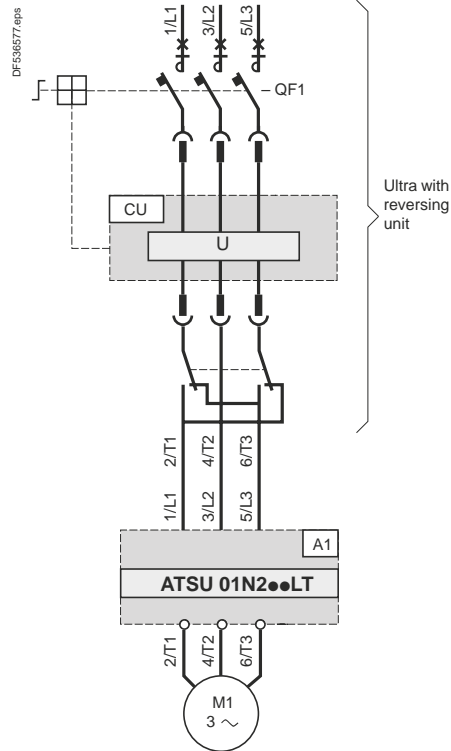 DF536577.eps
1/L1
3/L2
5/L3
– QF1
CU
U
Ultra with
reversing
unit
2/T1
4/T2
6/T3
1/L1
3/L2
5/L3
A1
ATSU 01N2●●LT
2/T1
4/T2
6/T3
M1
3 ~